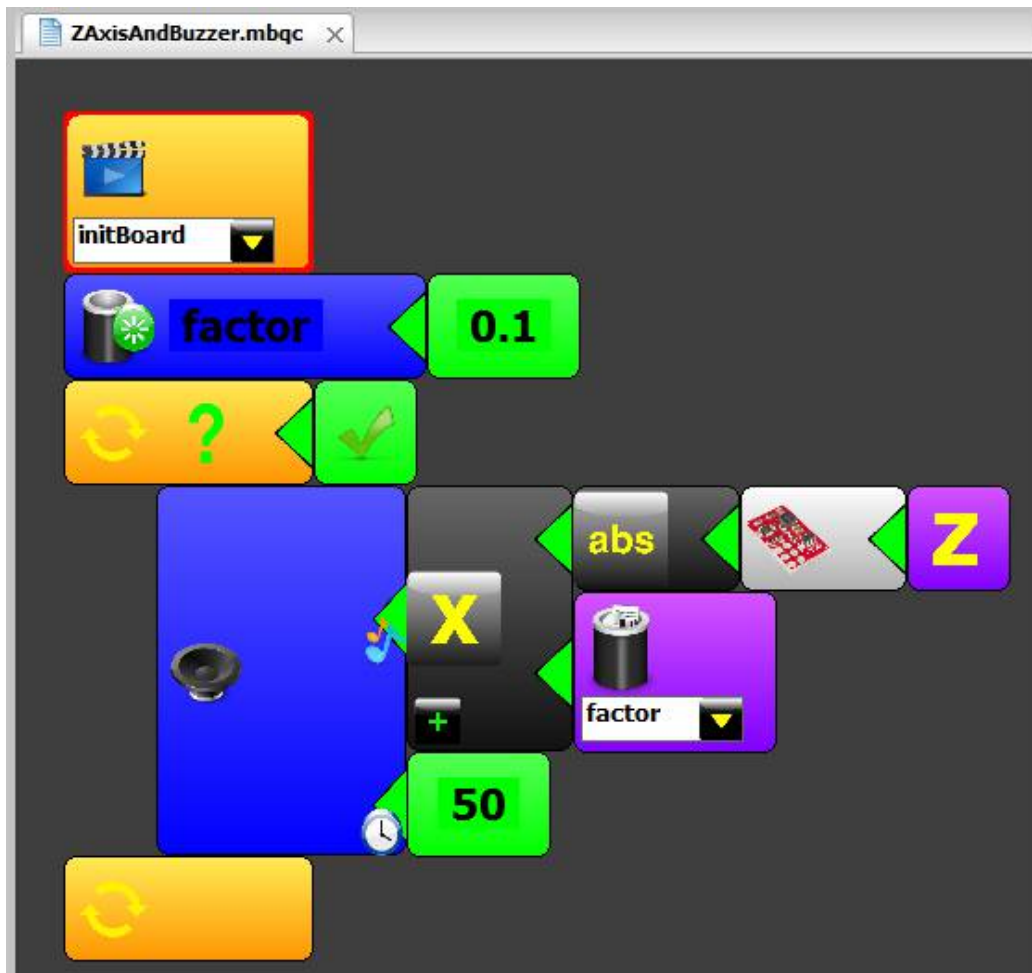 ZAxisAndBuzzer.mbqc
initBoard
factor
0.1
?
abs
Z
X
factor
+
50